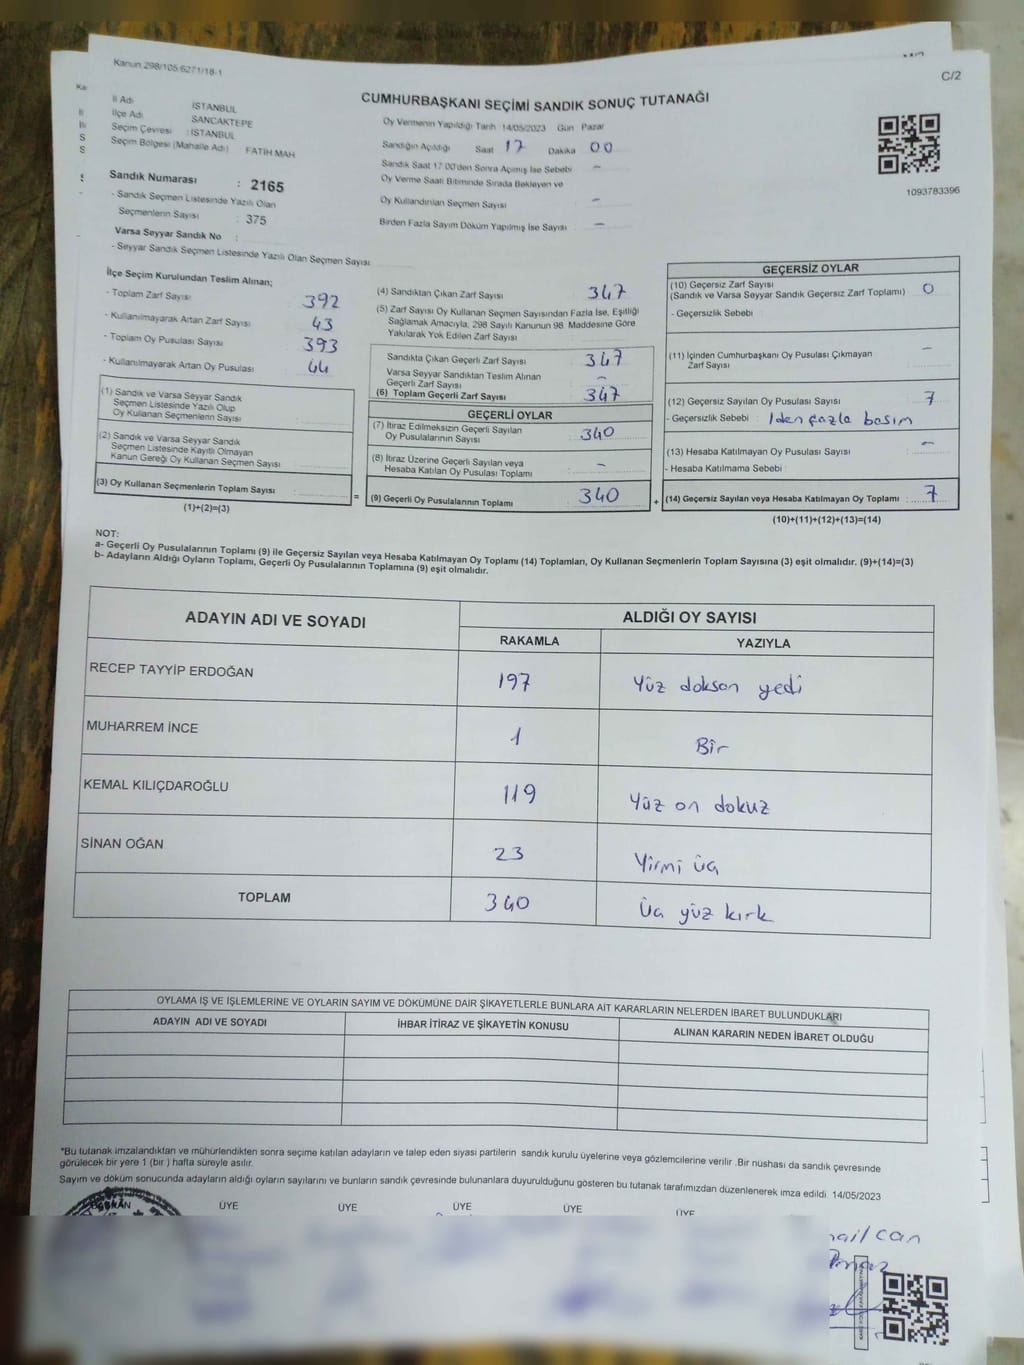 Kanun 298/105,6271/18-1
C/2
CUMHURBAŞKANI SEÇİMİ SANDIK SONUÇ TUTANAĞI
İl Adı İSTANBUL
İlçe Adı SANCAKTEPE
Seçim Çevresi : İSTANBUL
Seçim Bölgesi (Mahalle Adı) FATİH MAH
Sandık Numarası : 2165
- Sandık Seçmen Listesinde Yazılı Olan
Seçmenlerin Sayısı : 375
Varsa Seyyar Sandık No :
- Seyyar Sandık Seçmen Listesinde Yazılı Olan Seçmen Sayısı
Oy Vermenin Yapıldığı Tarih 14/05/2023 Gün Pazar
Sandığın Açıldığı Saat 17 Dakika 00
Sandık Saat 17:00'den Sonra Açımış İse Sebebi -
Oy Verme Saati Bitiminde Sırada Bekleyen ve
Oy Kullandırılan Seçmen Sayısı -
Birden Fazla Sayım Döküm Yapılmış İse Sayısı -
1093783396
İlçe Seçim Kurulundan Teslim Alınan;
- Toplam Zarf Sayısı 392
- Kullanılmayarak Artan Zarf Sayısı 43
- Toplam Oy Pusulası Sayısı 393
- Kullanılmayarak Artan Oy Pusulası 44
(1) Sandık ve Varsa Seyyar Sandık
Seçmen Listesinde Yazılı Olup
Oy Kullanan Seçmenlerin Sayısı
(2) Sandık ve Varsa Seyyar Sandık
Seçmen Listesinde Kayıtlı Olmayan
Kanun Gereği Oy Kullanan Seçmen Sayısı
(3) Oy Kullanan Seçmenlerin Toplam Sayısı =
(1)+(2)=(3)
(4) Sandıktan Çıkan Zarf Sayısı 347
(5) Zarf Sayısı Oy Kullanan Seçmen Sayısından Fazla İse, Eşitliği
Sağlamak Amacıyla, 298 Sayılı Kanunun 98. Maddesine Göre
Yakılarak Yok Edilen Zarf Sayısı
Sandıkta Çıkan Geçerli Zarf Sayısı 347
Varsa Seyyar Sandıktan Teslim Alınan
Geçerli Zarf Sayısı -
(6) Toplam Geçerli Zarf Sayısı 347
GEÇERLİ OYLAR
(7) İtiraz Edilmeksizin Geçerli Sayılan
Oy Pusulalarının Sayısı : 340
(8) İtiraz Üzerine Geçerli Sayılan veya
Hesaba Katılan Oy Pusulası Toplamı : -
(9) Geçerli Oy Pusulalarının Toplamı : 340 +
GEÇERSİZ OYLAR
(10) Geçersiz Zarf Sayısı
(Sandık ve Varsa Seyyar Sandık Geçersiz Zarf Toplamı) 0
- Geçersizlik Sebebi
(11) İçinden Cumhurbaşkanı Oy Pusulası Çıkmayan
Zarf Sayısı -
(12) Geçersiz Sayılan Oy Pusulası Sayısı 7
- Geçersizlik Sebebi : 1den fazla basım
(13) Hesaba Katılmayan Oy Pusulası Sayısı -
- Hesaba Katılmama Sebebi
(14) Geçersiz Sayılan veya Hesaba Katılmayan Oy Toplamı : 7
(10)+(11)+(12)+(13)=(14)
NOT:
a- Geçerli Oy Pusulalarının Toplamı (9) ile Geçersiz Sayılan veya Hesaba Katılmayan Oy Toplamı (14) Toplamları, Oy Kullanan Seçmenlerin Toplam Sayısına (3) eşit olmalıdır. (9)+(14)=(3)
b- Adayların Aldığı Oyların Toplamı, Geçerli Oy Pusulalarının Toplamına (9) eşit olmalıdır.
ADAYIN ADI VE SOYADI
ALDIĞI OY SAYISI
RAKAMLA YAZIYLA
RECEP TAYYİP ERDOĞAN 197 Yüz doksan yedi
MUHARREM İNCE 1 Bir
KEMAL KILIÇDAROĞLU 119 Yüz on dokuz
SİNAN OĞAN 23 Yirmi üç
TOPLAM 340 Üç yüz kırk
OYLAMA İŞ VE İŞLEMLERİNE VE OYLARIN SAYIM VE DÖKÜMÜNE DAİR ŞİKAYETLERLE BUNLARA AİT KARARLARIN NELERDEN İBARET BULUNDUKLARI
ADAYIN ADI VE SOYADI İHBAR İTİRAZ VE ŞİKAYETİN KONUSU ALINAN KARARIN NEDEN İBARET OLDUĞU
*Bu tutanak imzalandıktan ve mühürlendikten sonra seçime katılan adayların ve talep eden siyasi partilerin sandık kurulu üyelerine veya gözlemcilerine verilir .Bir nüshası da sandık çevresinde
görülecek bir yere 1 (bir ) hafta süreyle asılır.
Sayım ve döküm sonucunda adayların aldığı oyların sayılarını ve bunların sandık çevresinde bulunanlara duyurulduğunu gösteren bu tutanak tarafımızdan düzenlenerek imza edildi. 14/05/2023
BAŞKAN ÜYE ÜYE ÜYE ÜYE ÜYE